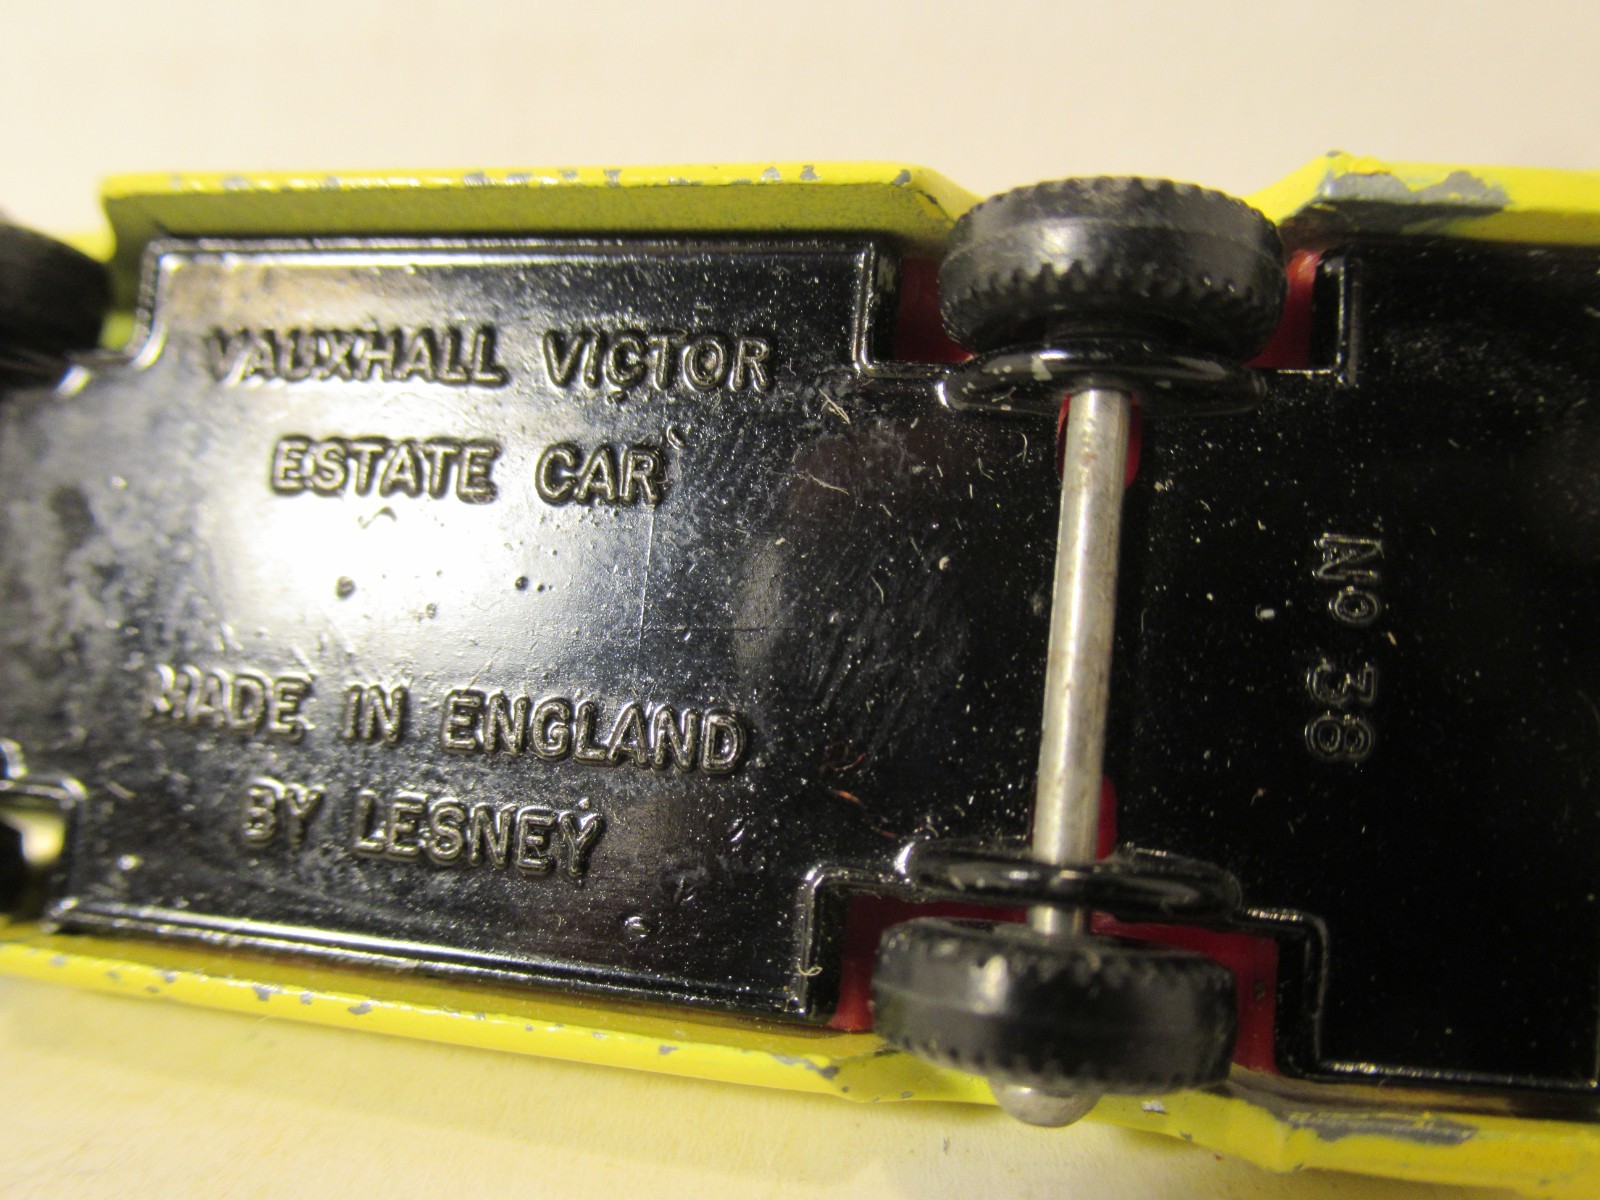 VAUXHALL VICTOR
ESTATE CAR
MADE IN ENGLAND
BY LESNEY
No 38